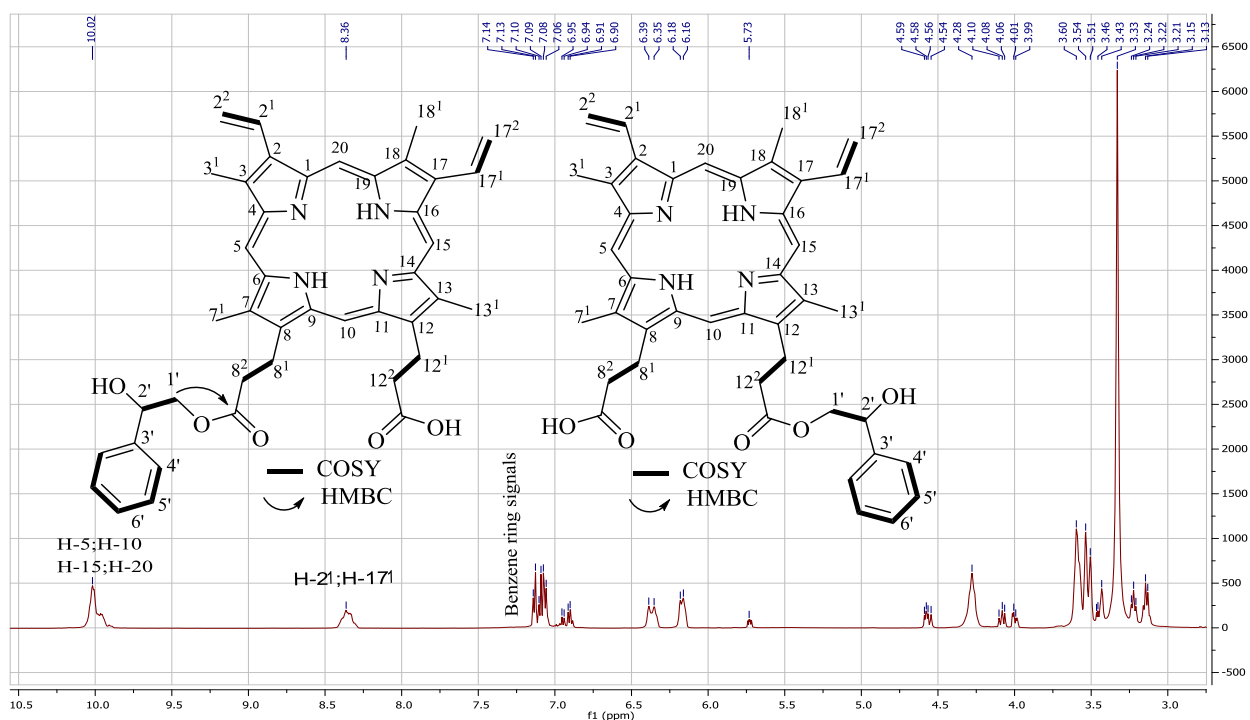 10.02 8.36 7.14 7.13 7.10 7.09 7.08 7.06 6.95 6.94 6.91 6.90 6.39 6.35 6.18 6.16 5.73 4.59 4.58 4.56 4.54 4.28 4.10 4.08 4.06 4.01 3.99 3.60 3.54 3.51 3.46 3.43 3.33 3.24 3.22 3.21 3.15 3.13
2² 2¹ 18¹ 17²
20
2 1 18 17
3¹ 3 19 17¹
4 N HN 16
5 15
6 NH N 14
7¹ 7 13 13¹
8 9 10 11 12
8² 8¹ 12² 12¹
HO 2' 1'
3' O O O OH
4'
5'
6'
COSY
HMBC
2² 2¹ 18¹ 17²
20
2 1 18 17
3¹ 3 19 17¹
4 N HN 16
5 15
6 NH N 14
7¹ 7 13 13¹
8 9 10 11 12
8² 8¹ 12² 12¹
HO O O O 1' 2' OH
3'
4'
5'
6'
COSY
HMBC
H-5;H-10
H-15;H-20
H-2¹;H-17¹
Benzene ring signals
6500
6000
5500
5000
4500
4000
3500
3000
2500
2000
1500
1000
500
0
-500
10.5 10.0 9.5 9.0 8.5 8.0 7.5 7.0 6.5 6.0 5.5 5.0 4.5 4.0 3.5 3.0
f1 (ppm)